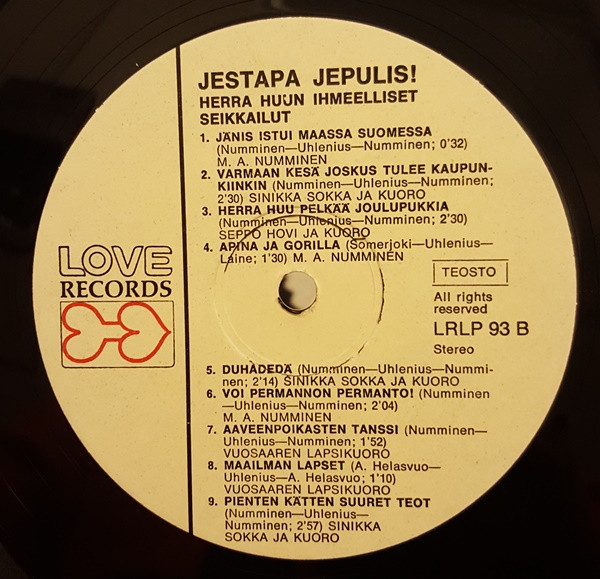 JESTAPA JEPULIS!
HERRA HUUN IHMEELLISET
SEIKKAILUT
1. JÄNIS ISTUI MAASSA SUOMESSA
(Numminen—Uhlenius—Numminen; 0'32)
M. A. NUMMINEN
2. VARMAAN KESÄ JOSKUS TULEE KAUPUN-
KIINKIN (Numminen—Uhlenius—Numminen;
2'30) SINIKKA SOKKA JA KUORO
3. HERRA HUU PELKÄÄ JOULUPUKKIA
(Numminen—Uhlenius—Numminen; 2'30)
SEPPO HOVI JA KUORO
4. APINA JA GORILLA (Somerjoki—Uhlenius—
Laine; 1'30) M. A. NUMMINEN
LOVE
RECORDS
TEOSTO
All rights
reserved
LRLP 93 B
Stereo
5. DUHADEDA (Numminen—Uhlenius—Nummi-
nen; 2'14) SINIKKA SOKKA JA KUORO
6. VOI PERMANNON PERMANTO! (Numminen
—Uhlenius—Numminen; 2'04)
M. A. NUMMINEN
7. AAVEENPOIKASTEN TANSSI (Numminen—
Uhlenius—Numminen; 1'52)
VUOSAAREN LAPSIKUORO
8. MAAILMAN LAPSET (A. Helasvuo—
Uhlenius—A. Helasvuo; 1'10)
VUOSAAREN LAPSIKUORO
9. PIENTEN KÄTTEN SUURET TEOT
(Numminen—Uhlenius—
Numminen; 2'57) SINIKKA
SOKKA JA KUORO